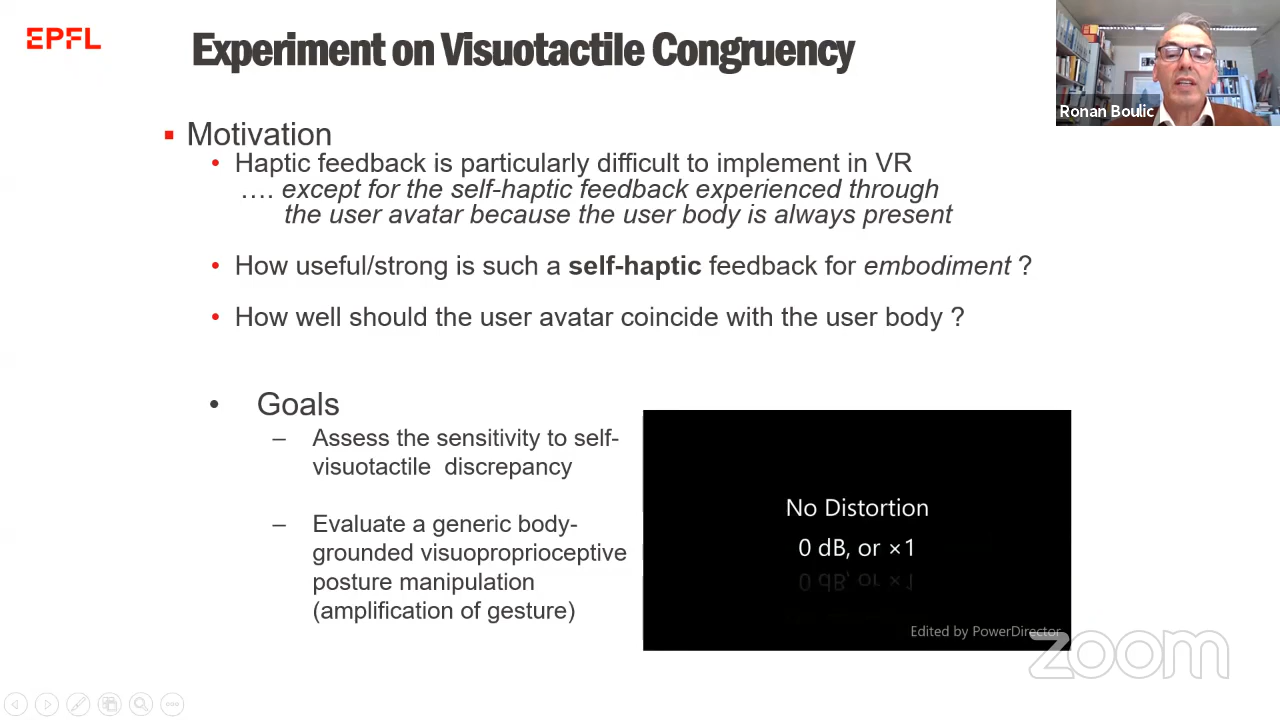 EPFL
Experiment on Visuotactile Congruency
Ronan Boulic
Motivation
Haptic feedback is particularly difficult to implement in VR
…. except for the self-haptic feedback experienced through
the user avatar because the user body is always present
How useful/strong is such a self-haptic feedback for embodiment ?
How well should the user avatar coincide with the user body ?
Goals
– Assess the sensitivity to self-
visuotactile discrepancy
– Evaluate a generic body-
grounded visuoproprioceptive
posture manipulation
(amplification of gesture)
No Distortion
0 dB, or ×1
Edited by PowerDirector
zoom